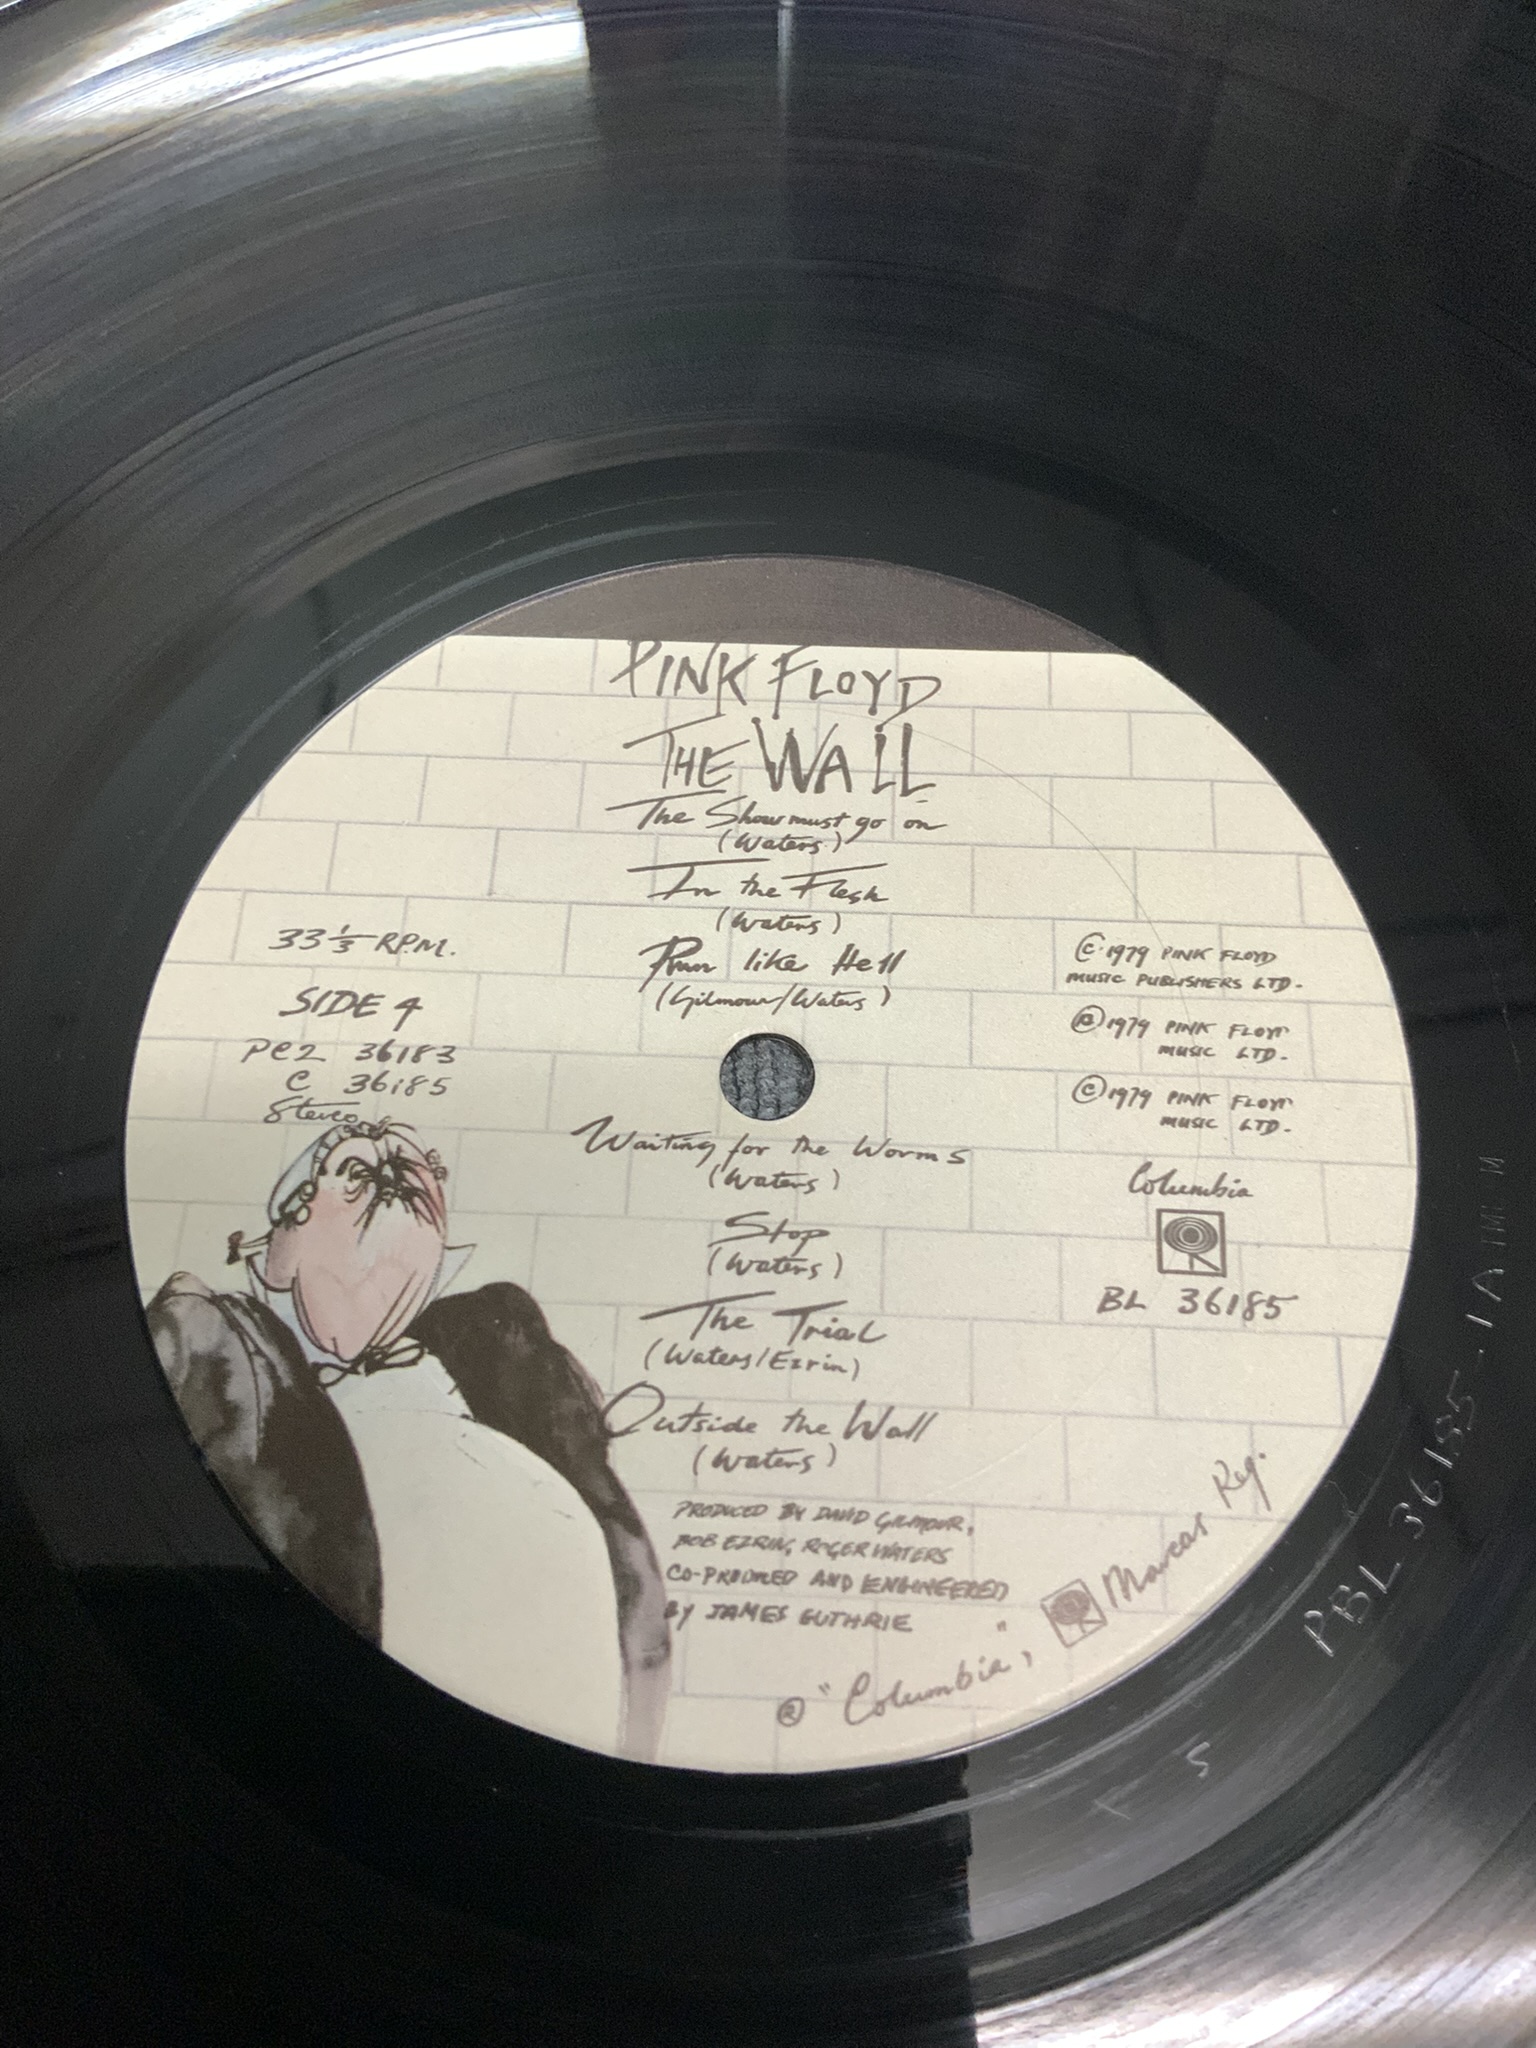 PINK FLOYD
THE WALL
The Show must go on
(Waters)
In the Flesh
(Waters)
Run like Hell
(Gilmour/Waters)
Waiting for the Worms
(Waters)
Stop
(Waters)
The Trial
(Waters/Ezrin)
Outside the Wall
(Waters)
PRODUCED BY DAVID GILMOUR,
BOB EZRIN, ROGER WATERS
CO-PRODUCED AND ENGINEERED
BY JAMES GUTHRIE
33 1/3 R.P.M.
SIDE 4
PC2 36183
C 36185
Stereo
© 1979 PINK FLOYD
MUSIC PUBLISHERS LTD.
℗ 1979 PINK FLOYD
MUSIC LTD.
© 1979 PINK FLOYD
MUSIC LTD.
Columbia
BL 36185
® "Columbia", Marcas Reg.
PBL 36185-1A